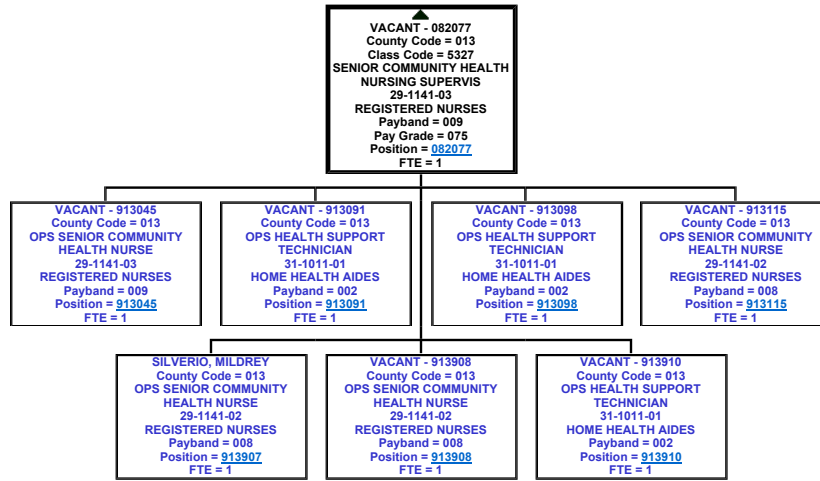 VACANT - 082077
County Code = 013
Class Code = 5327
SENIOR COMMUNITY HEALTH
NURSING SUPERVIS
29-1141-03
REGISTERED NURSES
Payband = 009
Pay Grade = 075
Position = 082077
FTE = 1
VACANT - 913045
County Code = 013
OPS SENIOR COMMUNITY
HEALTH NURSE
29-1141-03
REGISTERED NURSES
Payband = 009
Position = 913045
FTE = 1
VACANT - 913091
County Code = 013
OPS HEALTH SUPPORT
TECHNICIAN
31-1011-01
HOME HEALTH AIDES
Payband = 002
Position = 913091
FTE = 1
VACANT - 913098
County Code = 013
OPS HEALTH SUPPORT
TECHNICIAN
31-1011-01
HOME HEALTH AIDES
Payband = 002
Position = 913098
FTE = 1
VACANT - 913115
County Code = 013
OPS SENIOR COMMUNITY
HEALTH NURSE
29-1141-02
REGISTERED NURSES
Payband = 008
Position = 913115
FTE = 1
SILVERIO, MILDREY
County Code = 013
OPS SENIOR COMMUNITY
HEALTH NURSE
29-1141-02
REGISTERED NURSES
Payband = 008
Position = 913907
FTE = 1
VACANT - 913908
County Code = 013
OPS SENIOR COMMUNITY
HEALTH NURSE
29-1141-02
REGISTERED NURSES
Payband = 008
Position = 913908
FTE = 1
VACANT - 913910
County Code = 013
OPS HEALTH SUPPORT
TECHNICIAN
31-1011-01
HOME HEALTH AIDES
Payband = 002
Position = 913910
FTE = 1